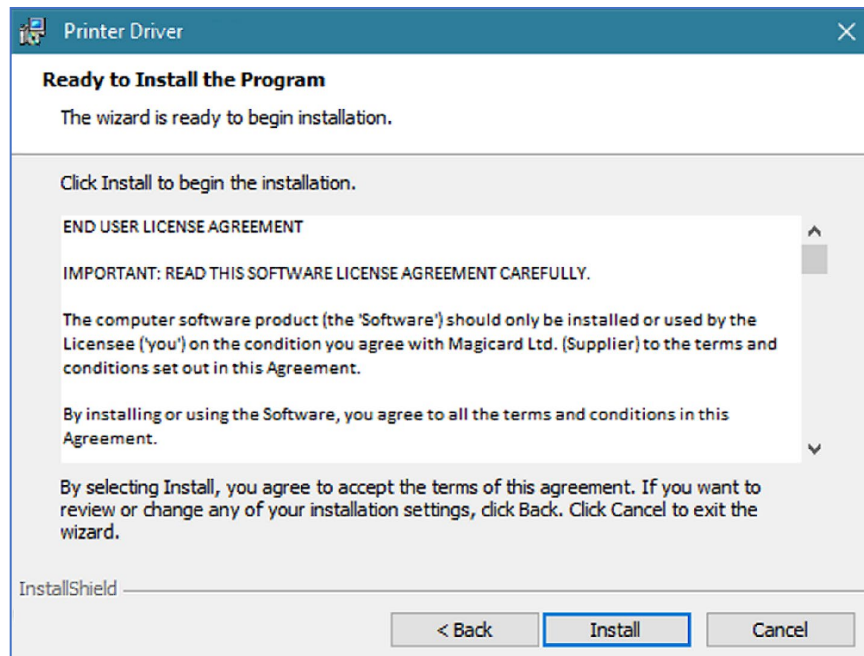 Printer Driver
Ready to Install the Program
The wizard is ready to begin installation.
Click Install to begin the installation.
END USER LICENSE AGREEMENT
IMPORTANT: READ THIS SOFTWARE LICENSE AGREEMENT CAREFULLY.
The computer software product (the 'Software') should only be installed or used by the
Licensee ('you') on the condition you agree with Magicard Ltd. (Supplier) to the terms and
conditions set out in this Agreement.
By installing or using the Software, you agree to all the terms and conditions in this
Agreement.
By selecting Install, you agree to accept the terms of this agreement. If you want to
review or change any of your installation settings, click Back. Click Cancel to exit the
wizard.
InstallShield
< Back Install Cancel